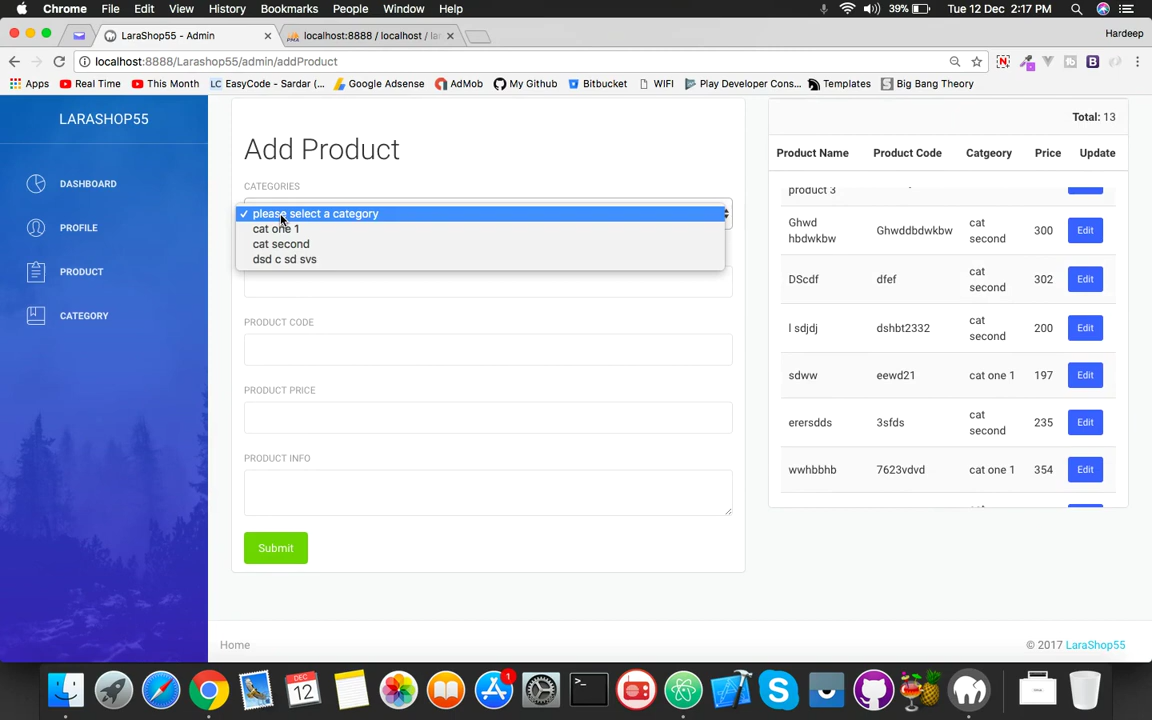 Chrome File Edit View History Bookmarks People Window Help 39% Tue 12 Dec 2:17 PM
LaraShop55 - Admin localhost:8888 / localhost / lar
Hardeep
localhost:8888/Larashop55/admin/addProduct
Apps Real Time This Month EasyCode - Sardar (... Google Adsense AdMob My Github Bitbucket WIFI Play Developer Cons... Templates Big Bang Theory
LARASHOP55
DASHBOARD
PROFILE
PRODUCT
CATEGORY
Add Product
CATEGORIES
✓ please select a category
cat one 1
cat second
dsd c sd svs
PRODUCT CODE
PRODUCT PRICE
PRODUCT INFO
Submit
Total: 13
Product Name Product Code Catgeory Price Update
product 3
Ghwd hbdwkbw Ghwddbdwkbw cat second 300 Edit
DScdf dfef cat second 302 Edit
l sdjdj dshbt2332 cat second 200 Edit
sdww eewd21 cat one 1 197 Edit
erersdds 3sfds cat second 235 Edit
wwhbbhb 7623vdvd cat one 1 354 Edit
Home
© 2017 LaraShop55
DEC
12
1